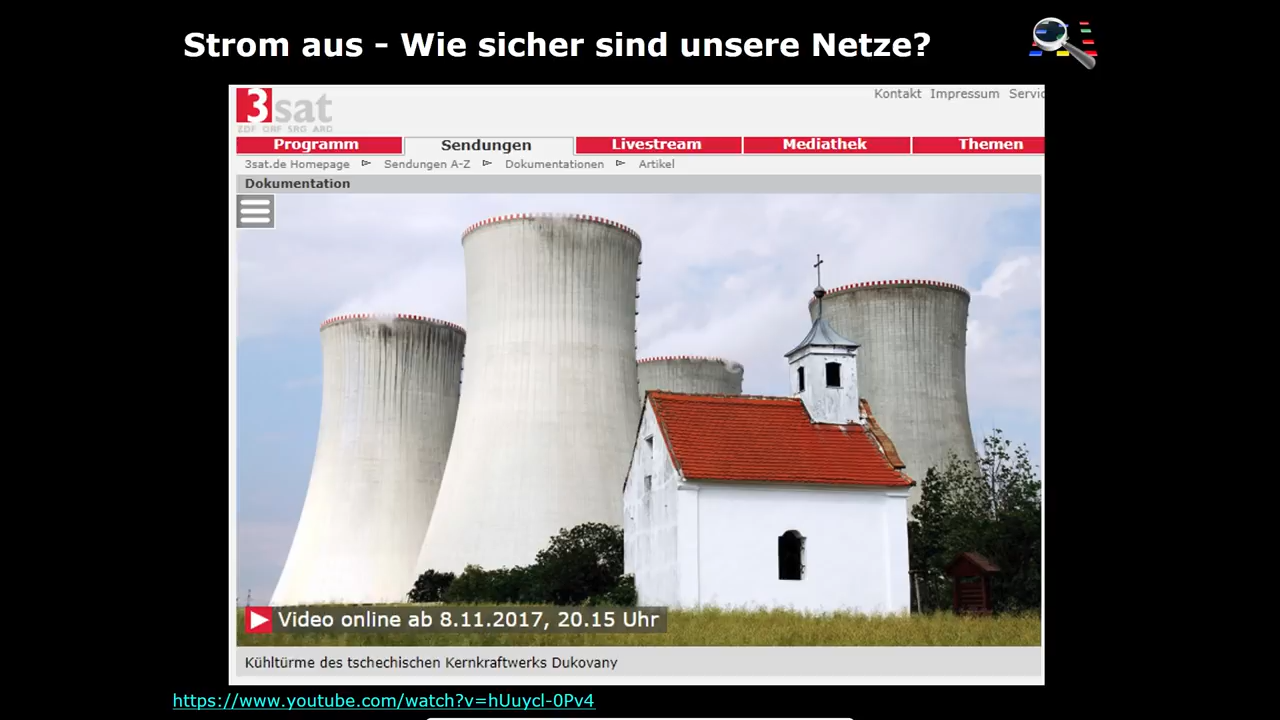 Strom aus - Wie sicher sind unsere Netze?
3sat
ZDF ORF SRG ARD
Kontakt Impressum Servic
Programm Sendungen Livestream Mediathek Themen
3sat.de Homepage Sendungen A-Z Dokumentationen Artikel
Dokumentation
Video online ab 8.11.2017, 20.15 Uhr
Kühltürme des tschechischen Kernkraftwerks Dukovany
https://www.youtube.com/watch?v=hUuycl-0Pv4